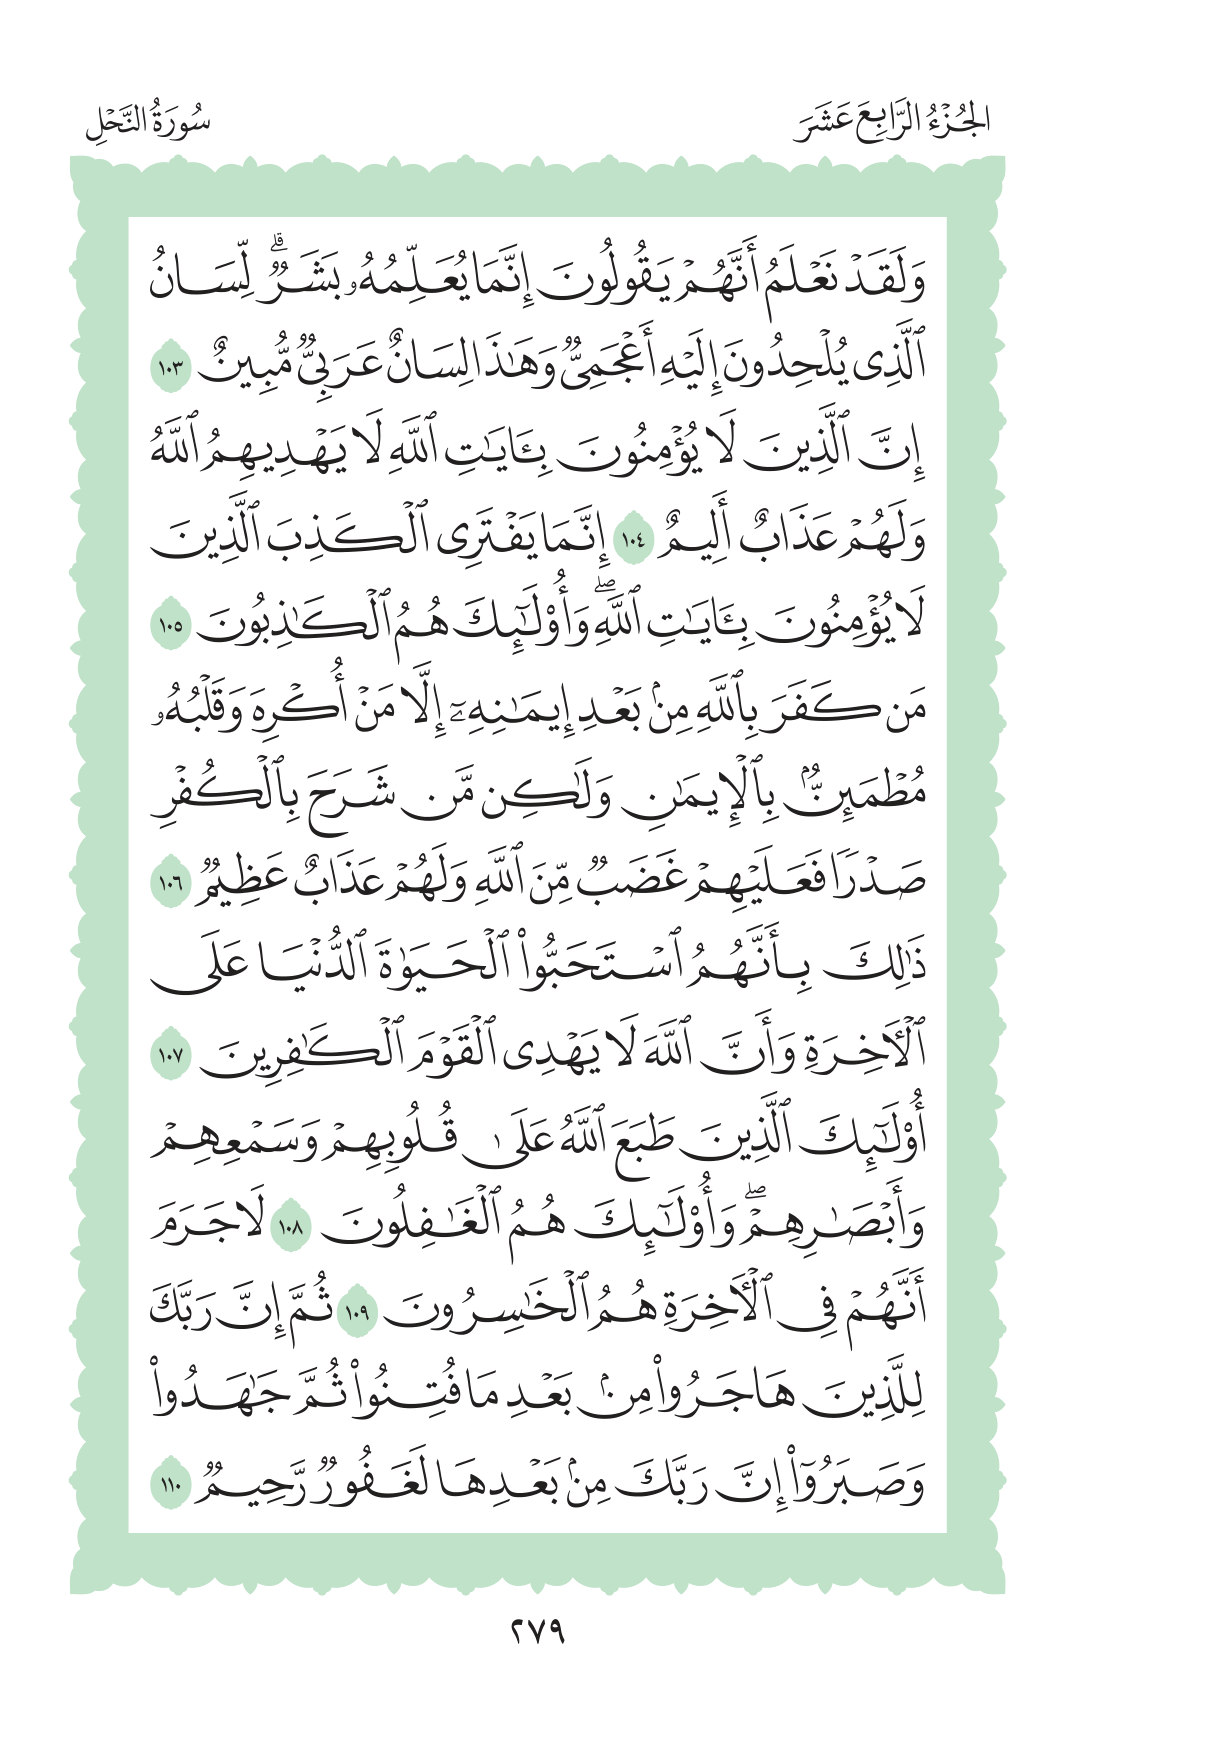 الجُزْءُ الرَّابِعَ عَشَرَ
سُورَةُ النَّحْلِ
وَلَقَدْ نَعْلَمُ أَنَّهُمْ يَقُولُونَ إِنَّمَا يُعَلِّمُهُۥ بَشَرٌۭ ۗ لِّسَانُ
ٱلَّذِى يُلْحِدُونَ إِلَيْهِ أَعْجَمِىٌّۭ وَهَـٰذَا لِسَانٌ عَرَبِىٌّۭ مُّبِينٌ ١٠٣
إِنَّ ٱلَّذِينَ لَا يُؤْمِنُونَ بِـَٔايَـٰتِ ٱللَّهِ لَا يَهْدِيهِمُ ٱللَّهُ
وَلَهُمْ عَذَابٌ أَلِيمٌ ١٠٤ إِنَّمَا يَفْتَرِى ٱلْكَذِبَ ٱلَّذِينَ
لَا يُؤْمِنُونَ بِـَٔايَـٰتِ ٱللَّهِ ۖ وَأُو۟لَـٰٓئِكَ هُمُ ٱلْكَـٰذِبُونَ ١٠٥
مَن كَفَرَ بِٱللَّهِ مِنۢ بَعْدِ إِيمَـٰنِهِۦٓ إِلَّا مَنْ أُكْرِهَ وَقَلْبُهُۥ
مُطْمَئِنٌّۢ بِٱلْإِيمَـٰنِ وَلَـٰكِن مَّن شَرَحَ بِٱلْكُفْرِ
صَدْرًۭا فَعَلَيْهِمْ غَضَبٌۭ مِّنَ ٱللَّهِ وَلَهُمْ عَذَابٌ عَظِيمٌۭ ١٠٦
ذَٰلِكَ بِأَنَّهُمُ ٱسْتَحَبُّوا۟ ٱلْحَيَوٰةَ ٱلدُّنْيَا عَلَى
ٱلْـَٔاخِرَةِ وَأَنَّ ٱللَّهَ لَا يَهْدِى ٱلْقَوْمَ ٱلْكَـٰفِرِينَ ١٠٧
أُو۟لَـٰٓئِكَ ٱلَّذِينَ طَبَعَ ٱللَّهُ عَلَىٰ قُلُوبِهِمْ وَسَمْعِهِمْ
وَأَبْصَـٰرِهِمْ ۖ وَأُو۟لَـٰٓئِكَ هُمُ ٱلْغَـٰفِلُونَ ١٠٨ لَا جَرَمَ
أَنَّهُمْ فِى ٱلْـَٔاخِرَةِ هُمُ ٱلْخَـٰسِرُونَ ١٠٩ ثُمَّ إِنَّ رَبَّكَ
لِلَّذِينَ هَاجَرُوا۟ مِنۢ بَعْدِ مَا فُتِنُوا۟ ثُمَّ جَـٰهَدُوا۟
وَصَبَرُوٓا۟ إِنَّ رَبَّكَ مِنۢ بَعْدِهَا لَغَفُورٌۭ رَّحِيمٌۭ ١١٠
٢٧٩